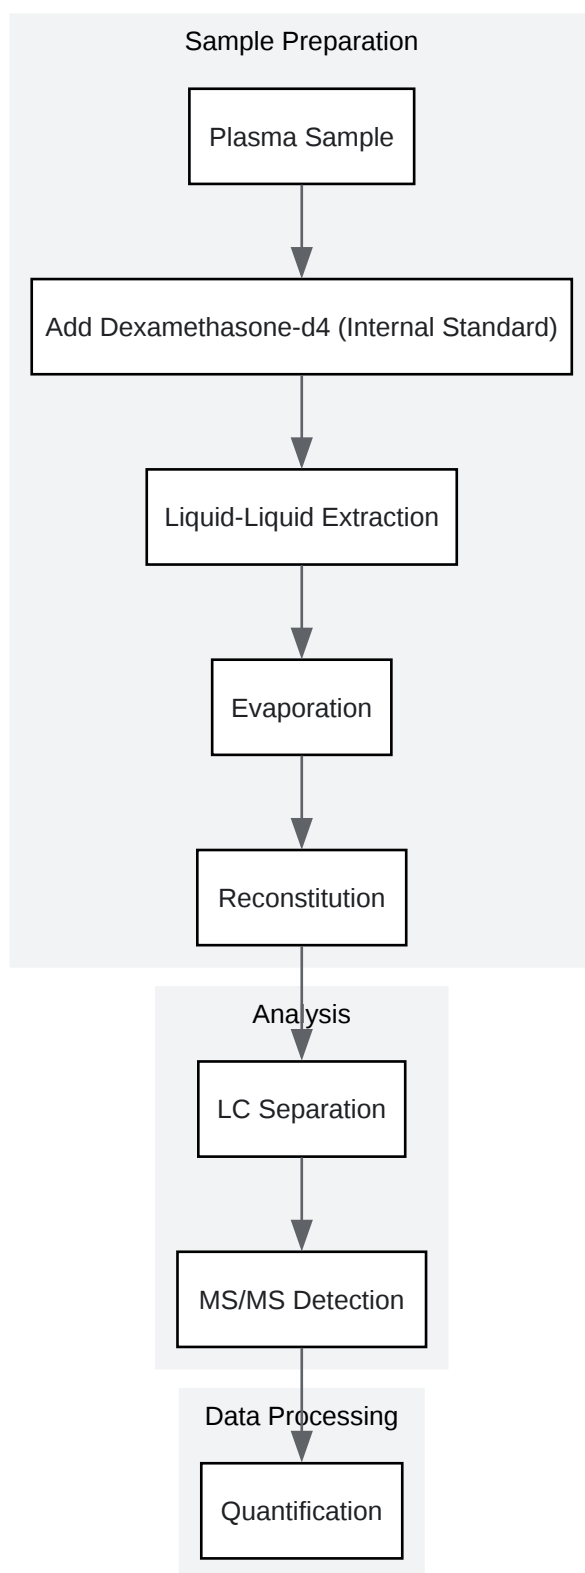 Sample Preparation
Plasma Sample
Add Dexamethasone-d4 (Internal Standard)
Liquid-Liquid Extraction
Evaporation
Reconstitution
Analysis
LC Separation
MS/MS Detection
Data Processing
Quantification